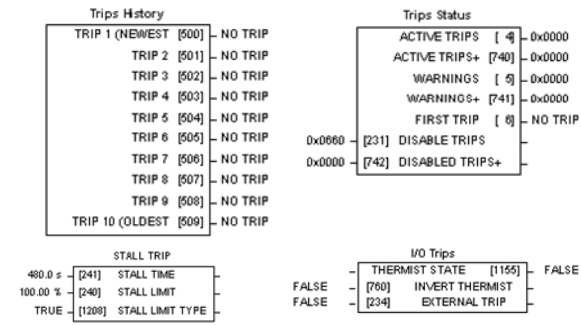 Trips History
TRIP 1 (NEWEST [500] NO TRIP
TRIP 2 [501] NO TRIP
TRIP 3 [502] NO TRIP
TRIP 4 [503] NO TRIP
TRIP 5 [504] NO TRIP
TRIP 6 [505] NO TRIP
TRIP 7 [506] NO TRIP
TRIP 8 [507] NO TRIP
TRIP 9 [508] NO TRIP
TRIP 10 (OLDEST [509] NO TRIP
Trips Status
ACTIVE TRIPS [ 4] 0x0000
ACTIVE TRIPS+ [740] 0x0000
WARNINGS [ 5] 0x0000
WARNINGS+ [741] 0x0000
FIRST TRIP [ 6] NO TRIP
0x0660 [231] DISABLE TRIPS
0x0000 [742] DISABLED TRIPS+
STALL TRIP
480.0 s [241] STALL TIME
100.00 % [240] STALL LIMIT
TRUE [1208] STALL LIMIT TYPE
I/O Trips
THERMIST STATE [1155] FALSE
FALSE [760] INVERT THERMIST
FALSE [234] EXTERNAL TRIP